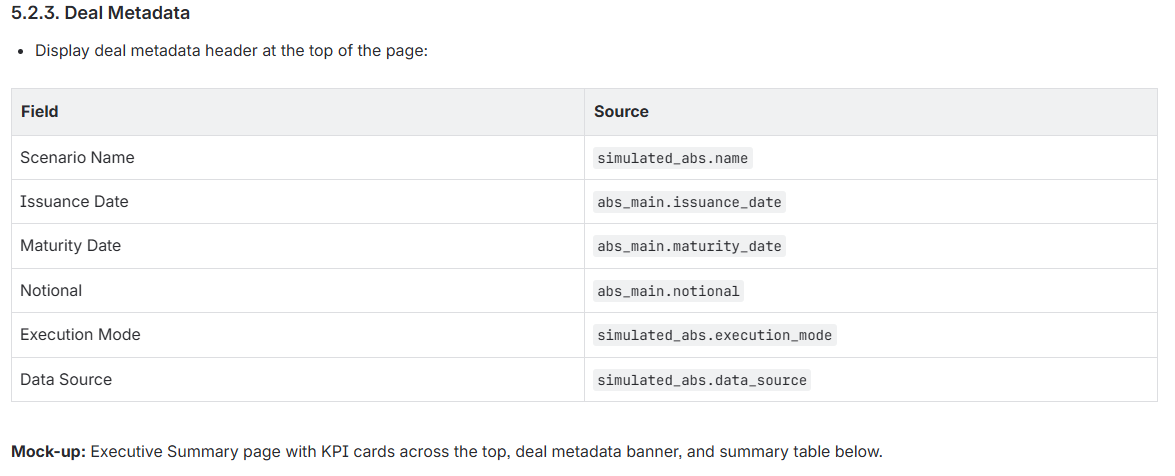 5.2.3. Deal Metadata
• Display deal metadata header at the top of the page:
Field Source
Scenario Name simulated_abs.name
Issuance Date abs_main.issuance_date
Maturity Date abs_main.maturity_date
Notional abs_main.notional
Execution Mode simulated_abs.execution_mode
Data Source simulated_abs.data_source
Mock-up: Executive Summary page with KPI cards across the top, deal metadata banner, and summary table below.